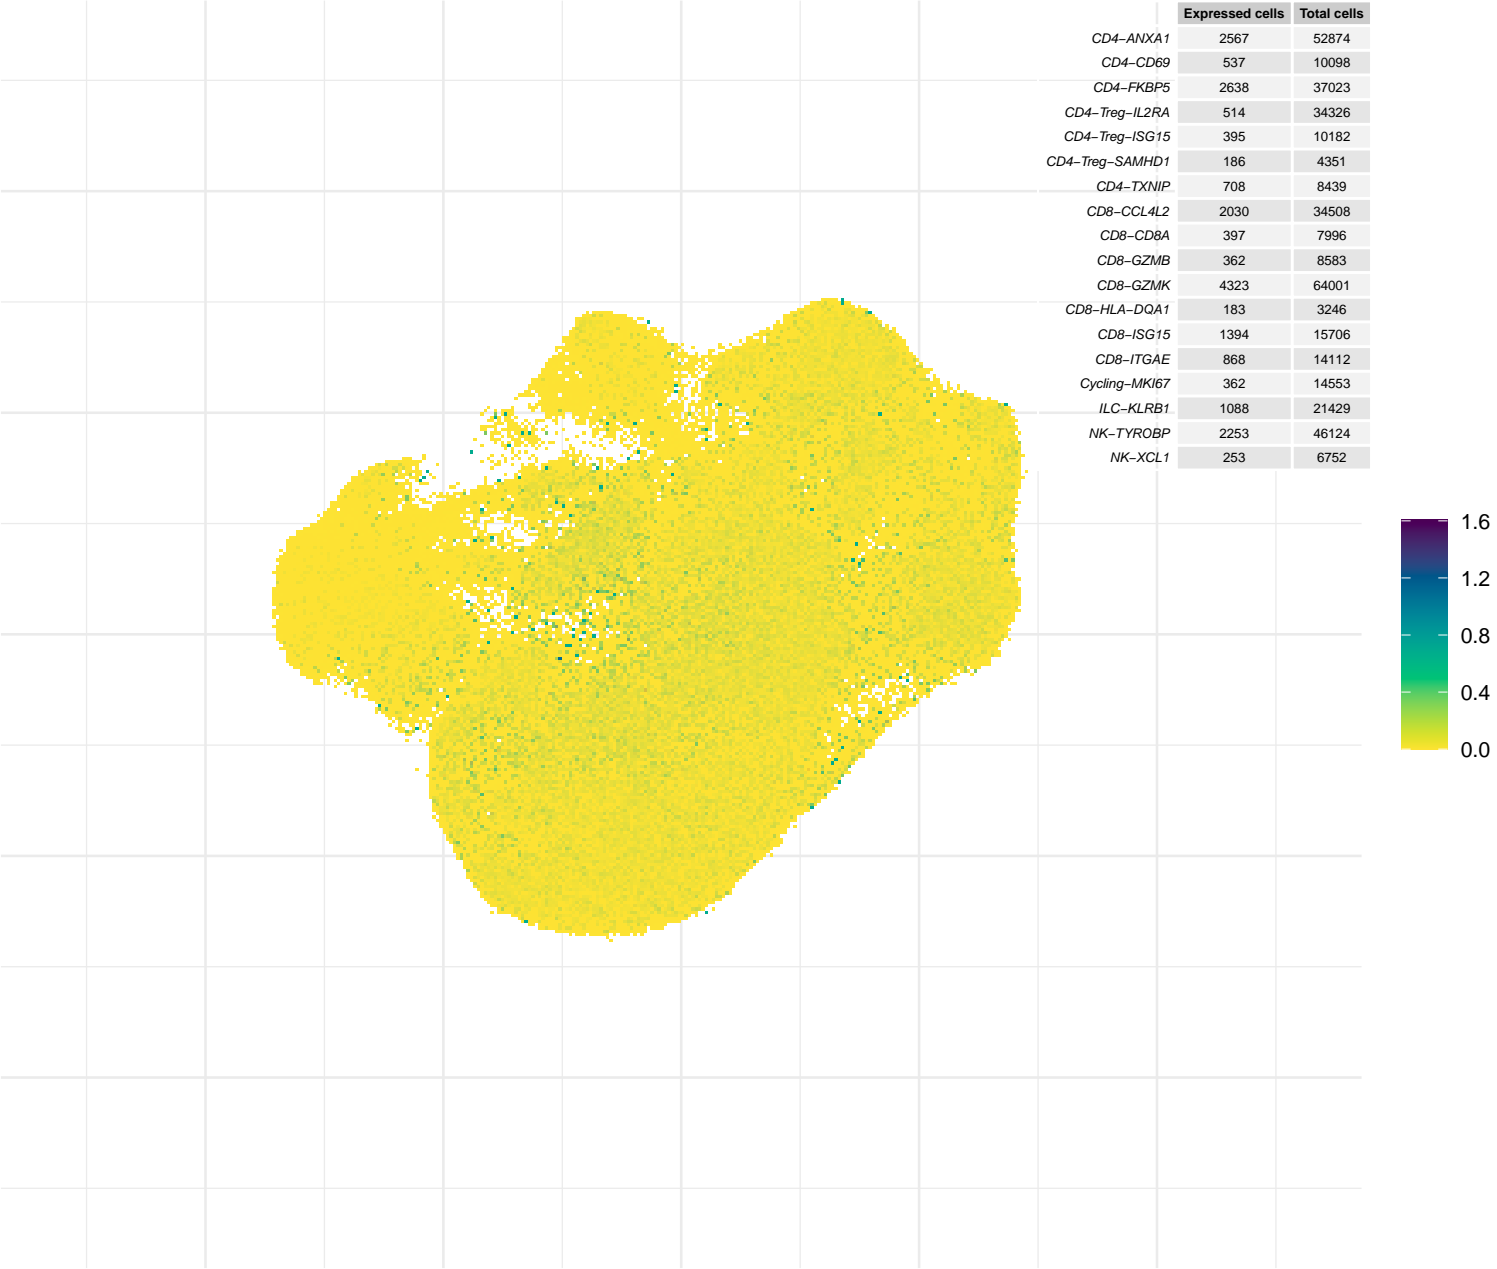 Expressed cells Total cells
CD4−ANXA1 2567 52874
CD4−CD69 537 10098
CD4−FKBP5 2638 37023
CD4−Treg−IL2RA 514 34326
CD4−Treg−ISG15 395 10182
CD4−Treg−SAMHD1 186 4351
CD4−TXNIP 708 8439
CD8−CCL4L2 2030 34508
CD8−CD8A 397 7996
CD8−GZMB 362 8583
CD8−GZMK 4323 64001
CD8−HLA−DQA1 183 3246
CD8−ISG15 1394 15706
CD8−ITGAE 868 14112
Cycling−MKI67 362 14553
ILC−KLRB1 1088 21429
NK−TYROBP 2253 46124
NK−XCL1 253 6752
1.6
1.2
0.8
0.4
0.0